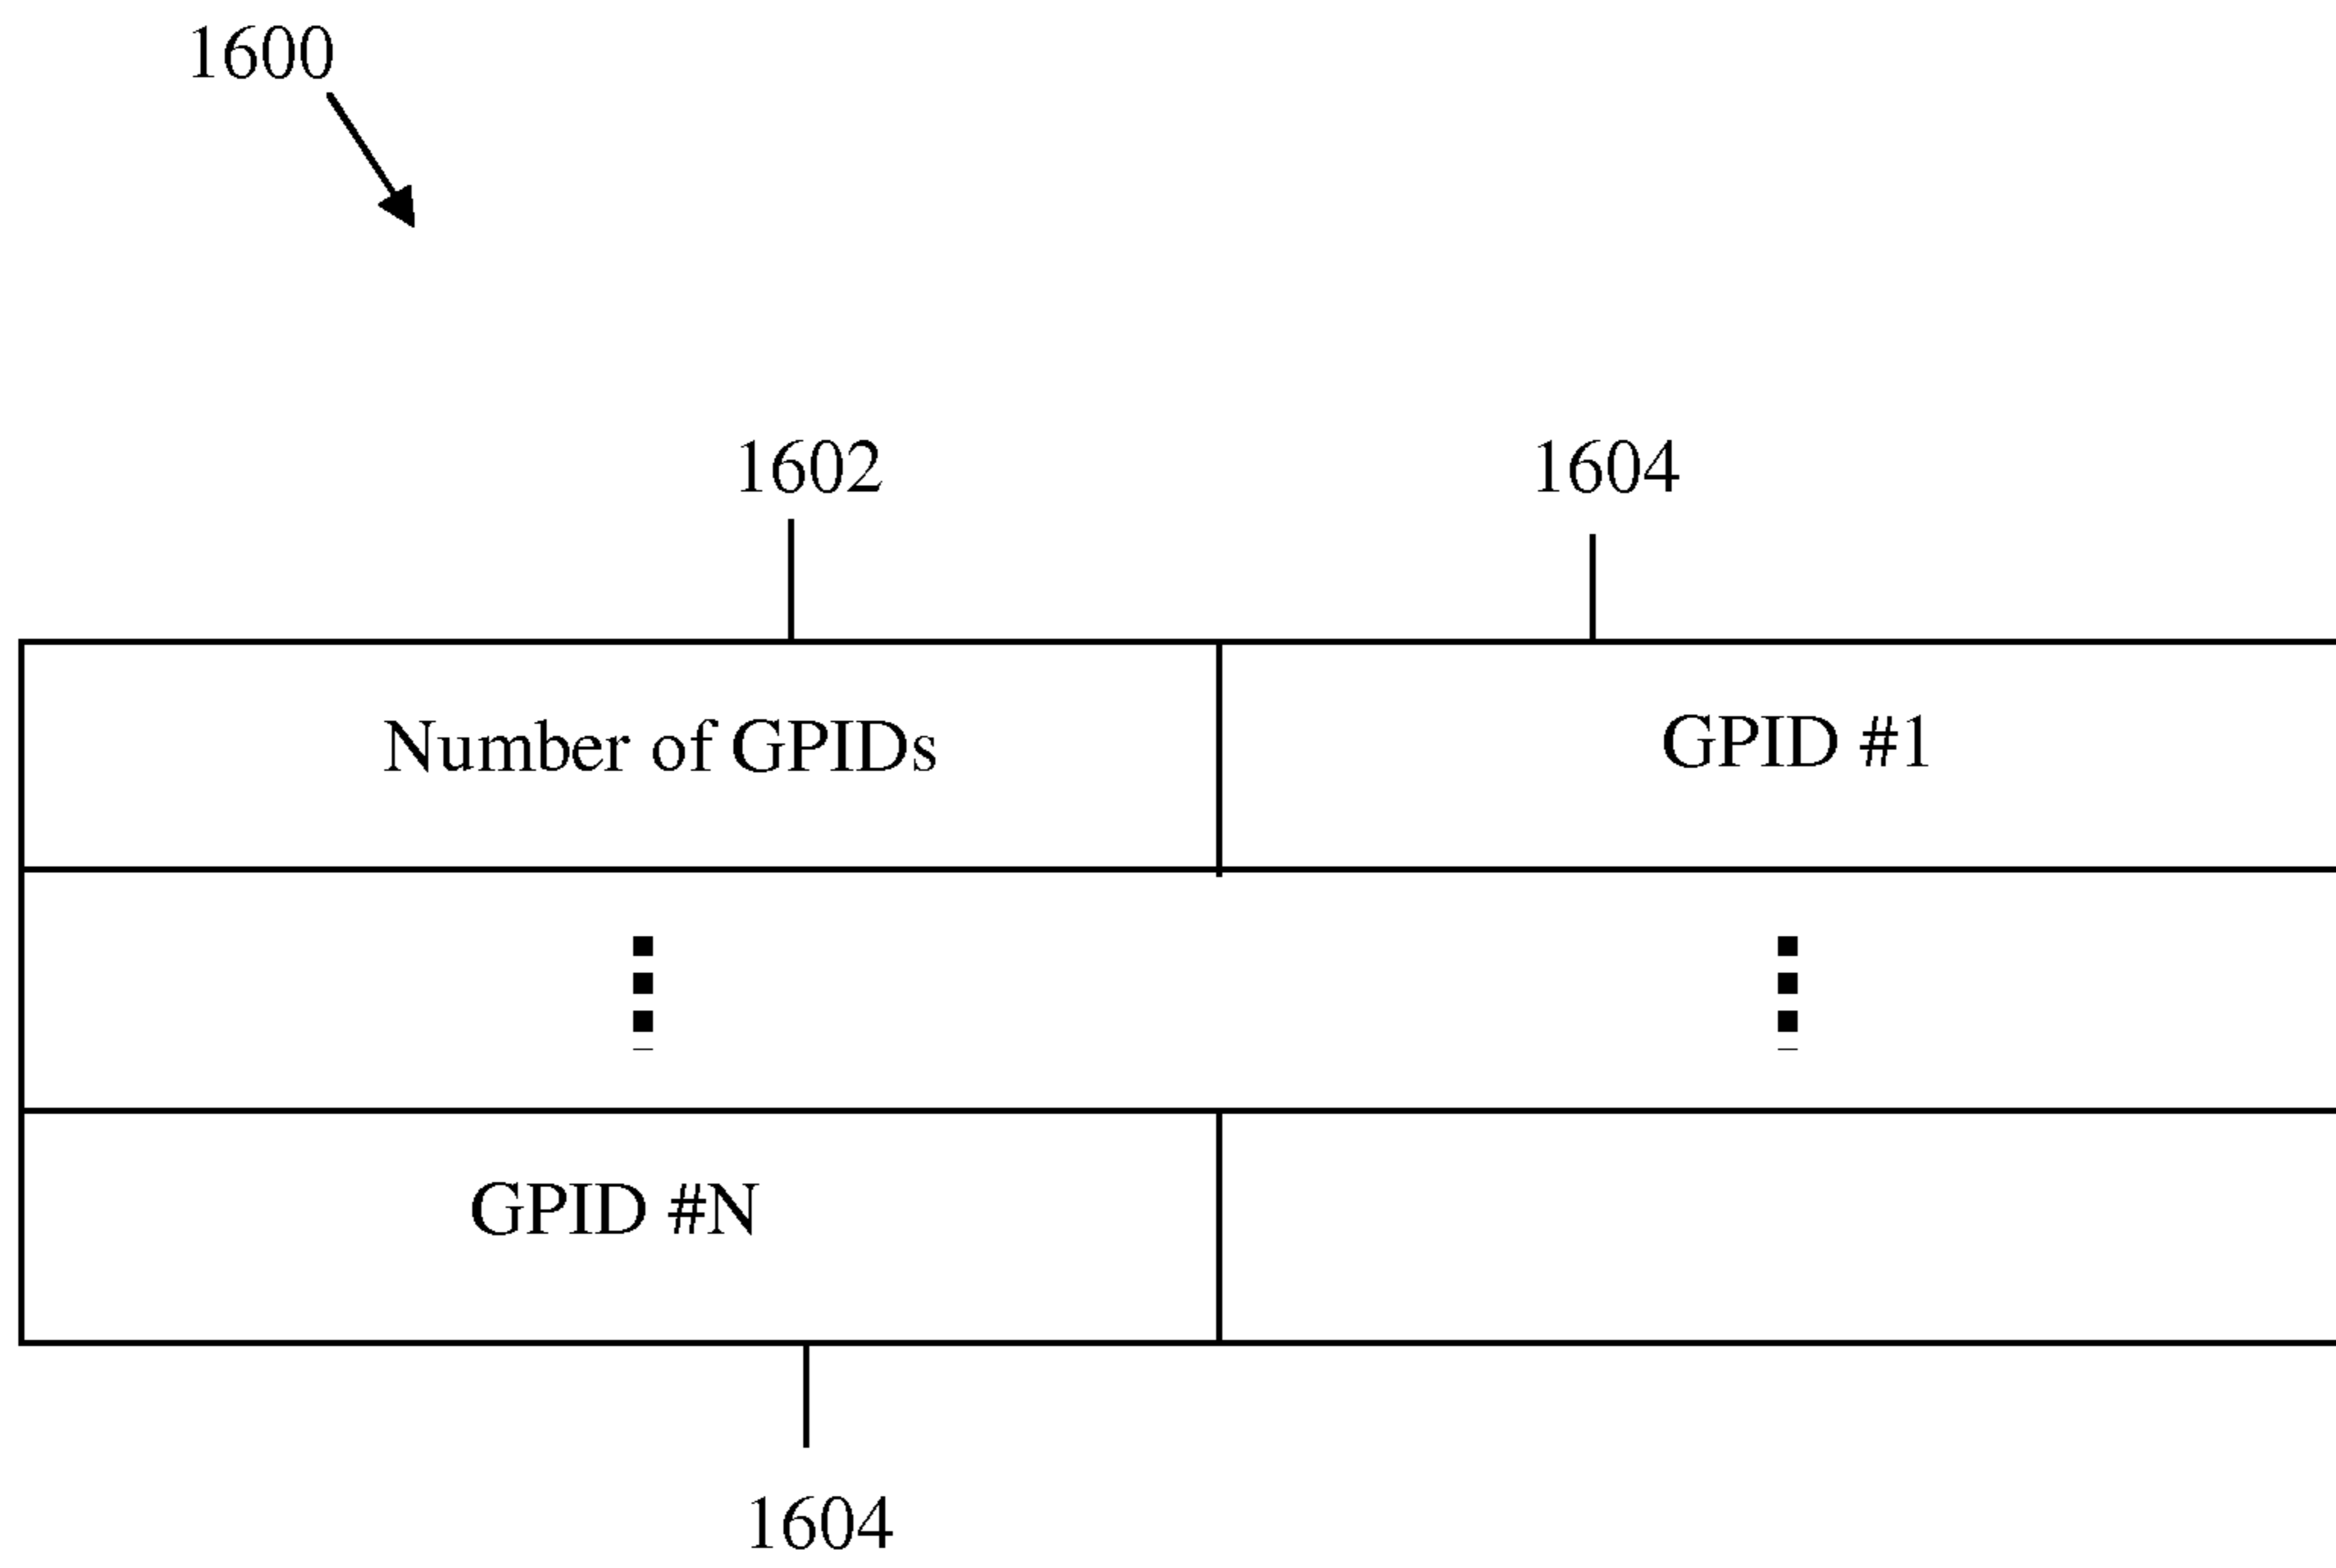 1600
1602 1604
Number of GPIDs GPID #1
GPID #N
1604